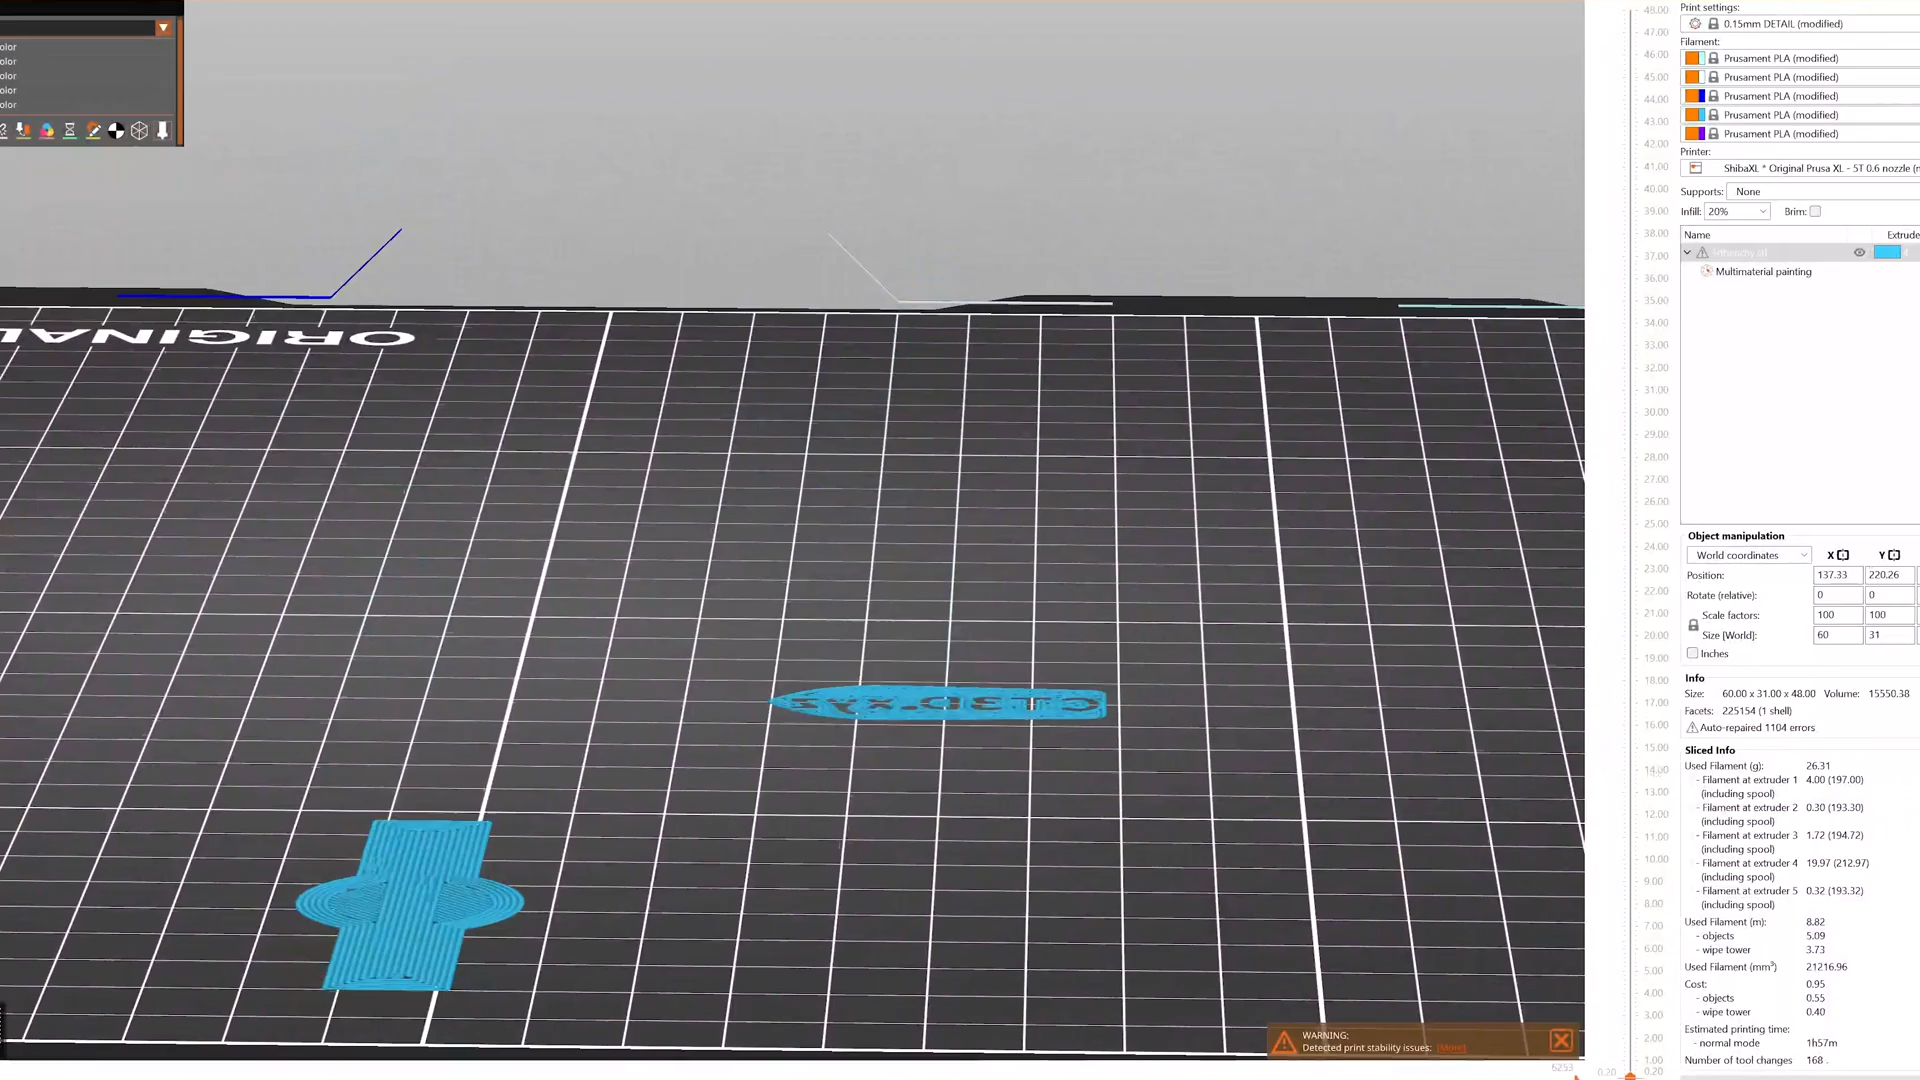 olor
olor
olor
olor
olor
ORIGINAL
CT3D.xyz
WARNING:
Detected print stability issues: [More]
6253
48.00
47.00
46.00
45.00
44.00
43.00
42.00
41.00
40.00
39.00
38.00
37.00
36.00
35.00
34.00
33.00
32.00
31.00
30.00
29.00
28.00
27.00
26.00
25.00
24.00
23.00
22.00
21.00
20.00
19.00
18.00
17.00
16.00
15.00
14.00
13.00
12.00
11.00
10.00
9.00
8.00
7.00
6.00
5.00
4.00
3.00
2.00
1.00
0.20 0.20
Print settings:
0.15mm DETAIL (modified)
Filament:
Prusament PLA (modified)
Prusament PLA (modified)
Prusament PLA (modified)
Prusament PLA (modified)
Prusament PLA (modified)
Printer:
ShibaXL * Original Prusa XL - 5T 0.6 nozzle (n
Supports: None
Infill: 20% Brim:
Name Extrude
4
Multimaterial painting
Object manipulation
World coordinates X Y
Position: 137.33 220.26
Rotate (relative): 0 0
Scale factors: 100 100
Size [World]: 60 31
Inches
Info
Size: 60.00 x 31.00 x 48.00 Volume: 15550.38
Facets: 225154 (1 shell)
Auto-repaired 1104 errors
Sliced Info
Used Filament (g): 26.31
- Filament at extruder 1 4.00 (197.00)
(including spool)
- Filament at extruder 2 0.30 (193.30)
(including spool)
- Filament at extruder 3 1.72 (194.72)
(including spool)
- Filament at extruder 4 19.97 (212.97)
(including spool)
- Filament at extruder 5 0.32 (193.32)
(including spool)
Used Filament (m): 8.82
- objects 5.09
- wipe tower 3.73
Used Filament (mm³) 21216.96
Cost: 0.95
- objects 0.55
- wipe tower 0.40
Estimated printing time:
- normal mode 1h57m
Number of tool changes 168